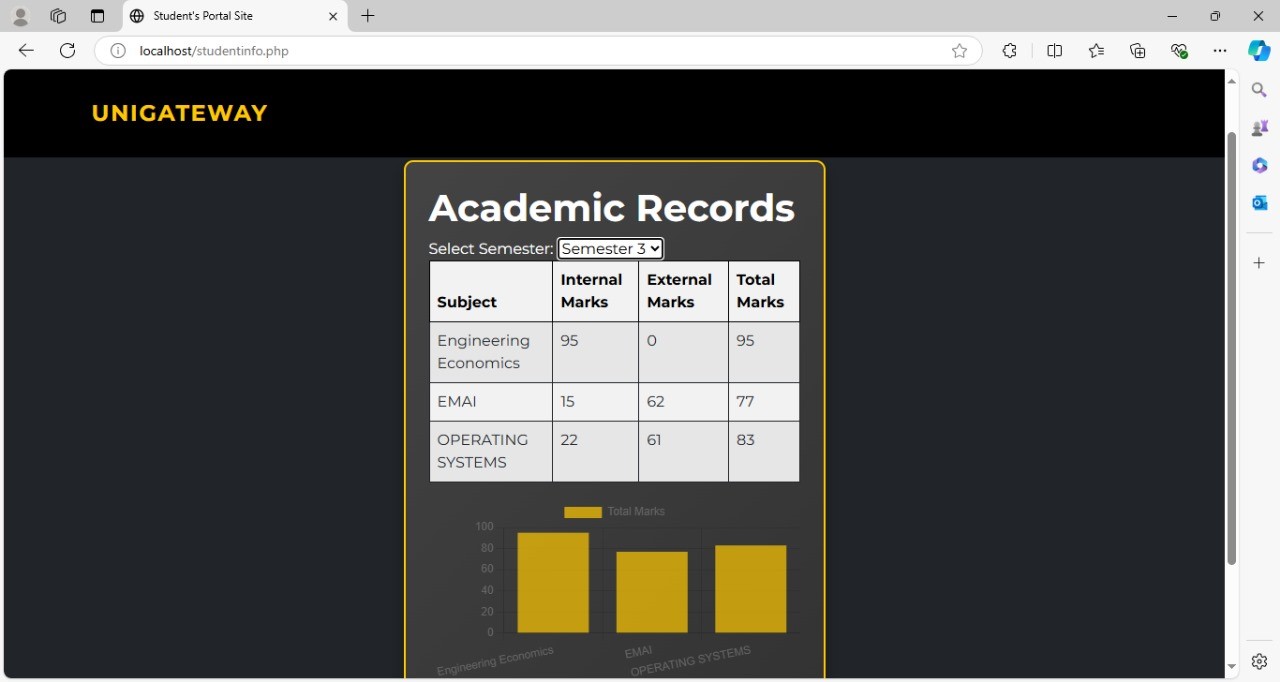 Student's Portal Site
localhost/studentinfo.php
UNIGATEWAY
Academic Records
Select Semester: Semester 3
Subject Internal Marks External Marks Total Marks
Engineering Economics 95 0 95
EMAI 15 62 77
OPERATING SYSTEMS 22 61 83
Total Marks
100
80
60
40
20
0
Engineering Economics
EMAI
OPERATING SYSTEMS